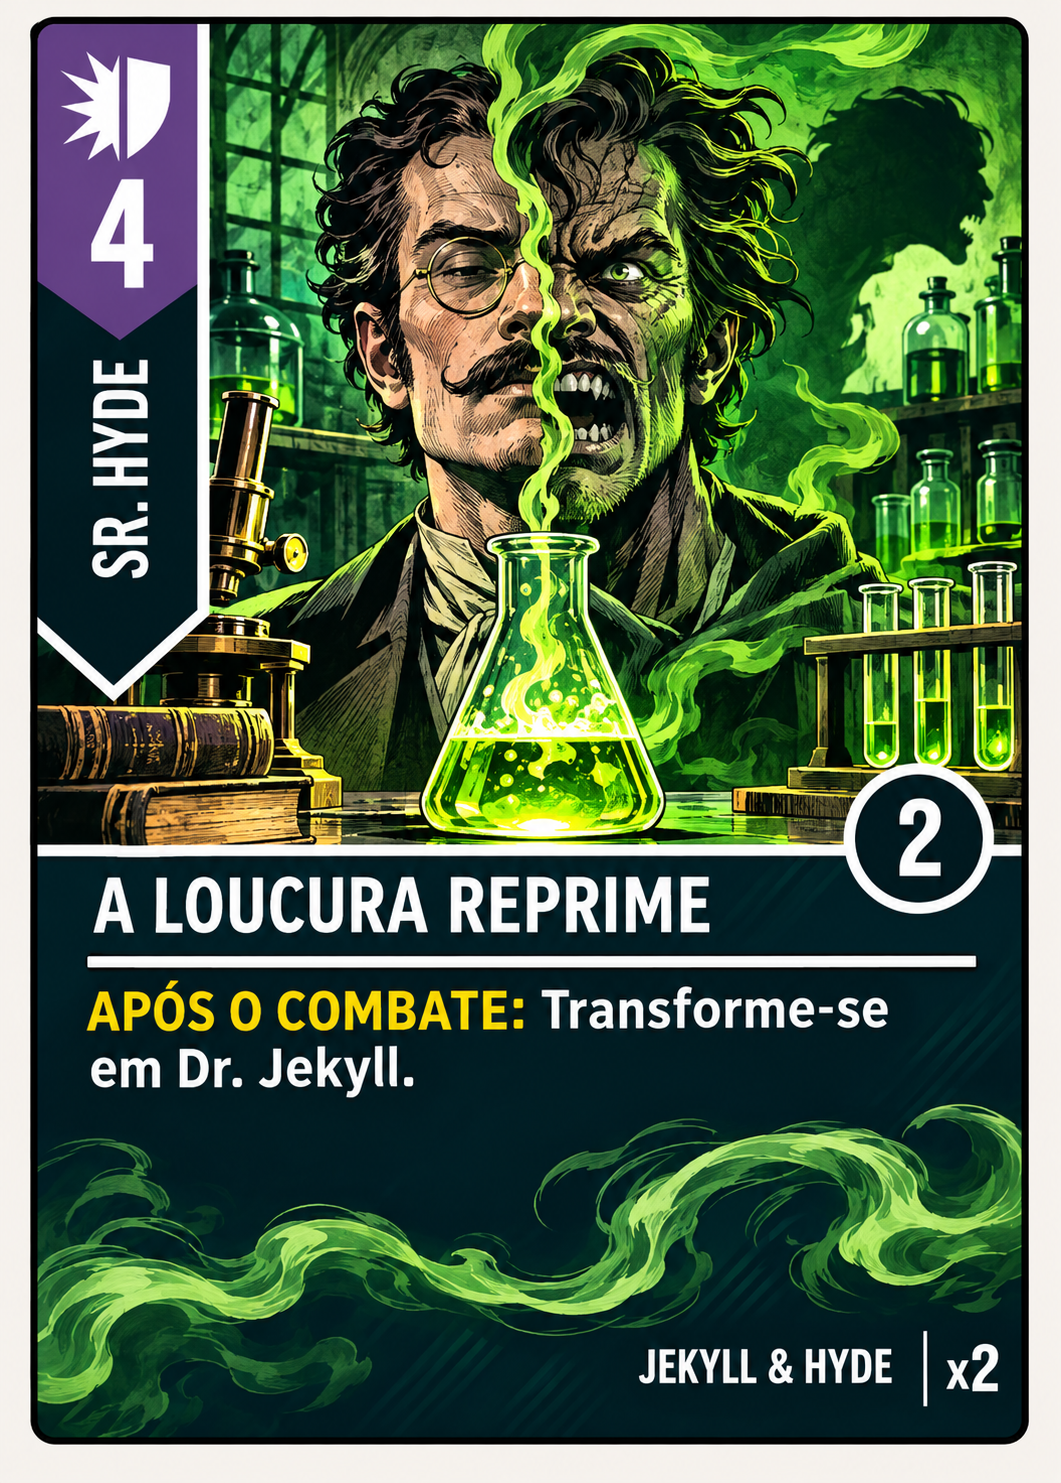 4
SR. HYDE
2
A LOUCURA REPRIME
APÓS O COMBATE: Transforme-se
em Dr. Jekyll.
JEKYLL & HYDE | x2